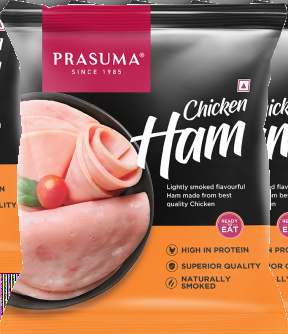 PRASUMA®
SINCE 1985
Chicken
Ham
Lightly smoked flavourful
Ham made from best
quality Chicken
READY
EAT
HIGH IN PROTEIN
SUPERIOR QUALITY
NATURALLY
SMOKED